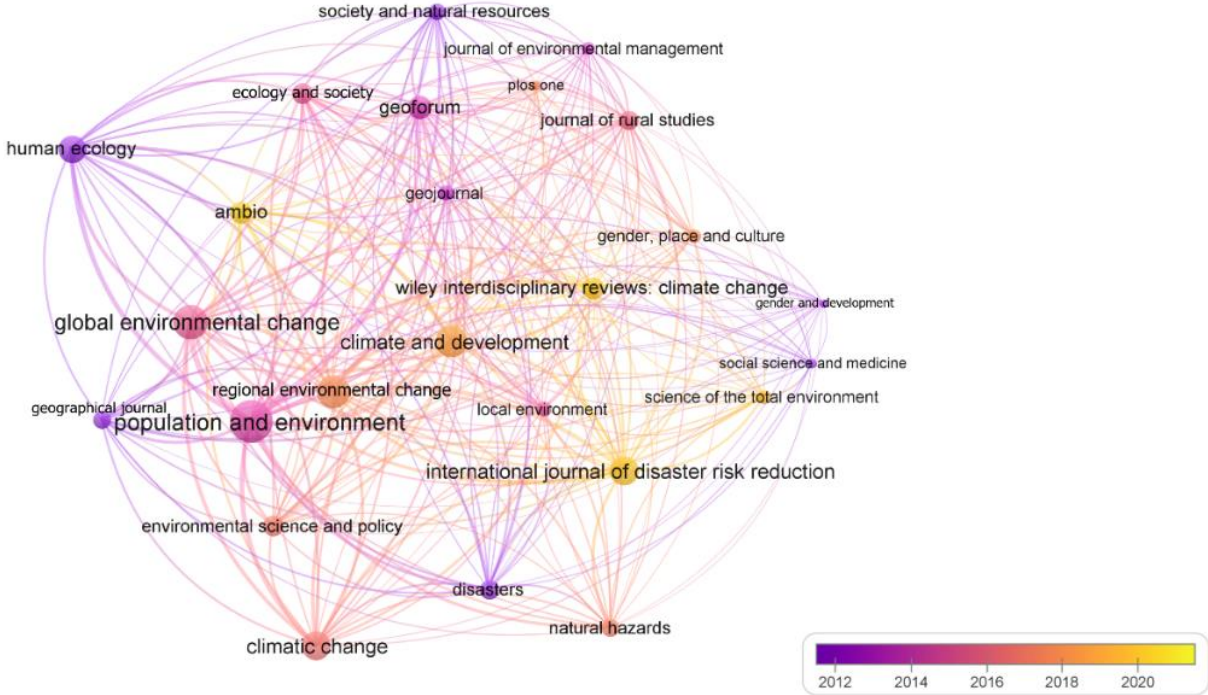 society and natural resources
journal of environmental management
plos one
ecology and society
geoforum
journal of rural studies
human ecology
geojournal
ambio
gender, place and culture
wiley interdisciplinary reviews: climate change
gender and development
global environmental change
climate and development
social science and medicine
regional environmental change
science of the total environment
geographical journal
local environment
population and environment
international journal of disaster risk reduction
environmental science and policy
disasters
natural hazards
climatic change
2012 2014 2016 2018 2020